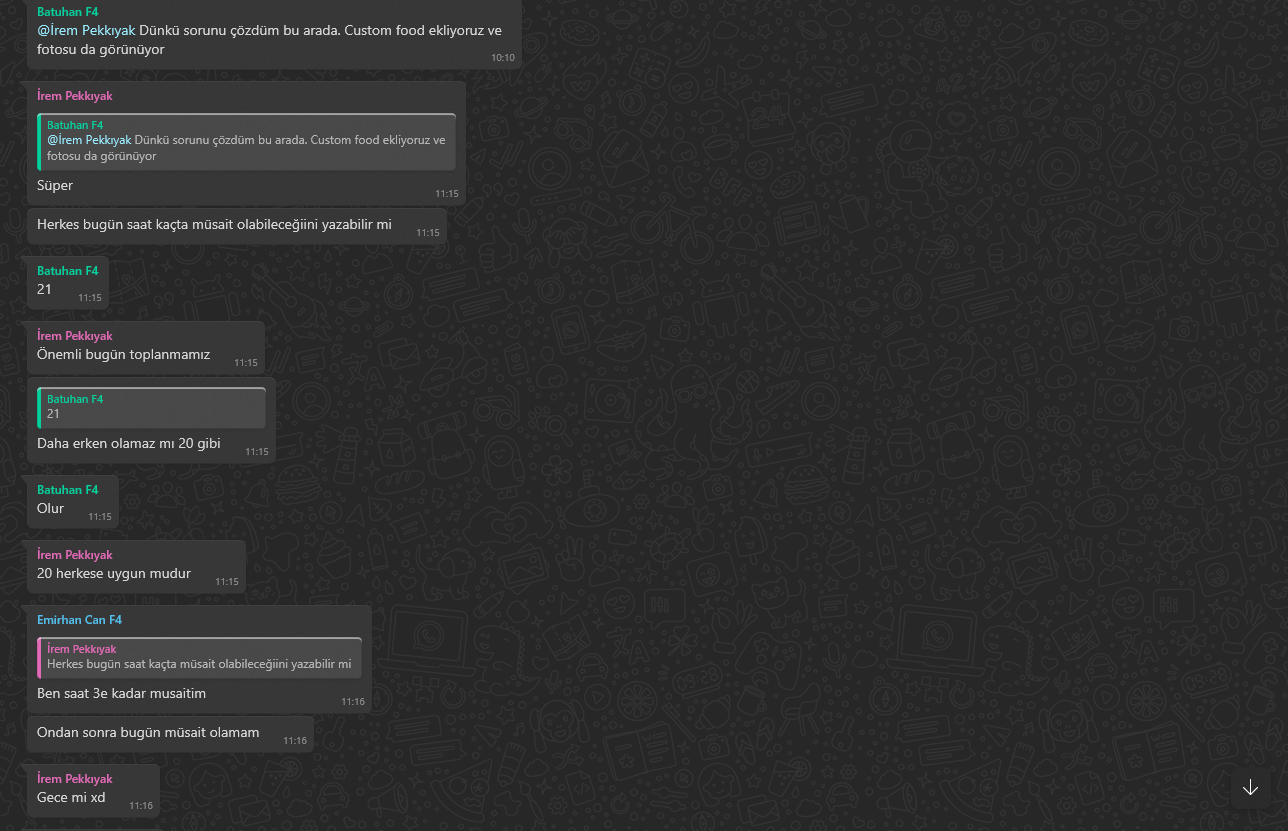 Batuhan F4
@İrem Pekkıyak Dünkü sorunu çözdüm bu arada. Custom food ekliyoruz ve
fotosu da görünüyor
10:10
İrem Pekkıyak
Batuhan F4
@İrem Pekkıyak Dünkü sorunu çözdüm bu arada. Custom food ekliyoruz ve
fotosu da görünüyor
Süper
11:15
Herkes bugün saat kaçta müsait olabileceğiini yazabilir mi
11:15
Batuhan F4
21
11:15
İrem Pekkıyak
Önemli bugün toplanmamız
11:15
Batuhan F4
21
Daha erken olamaz mı 20 gibi
11:15
Batuhan F4
Olur
11:15
İrem Pekkıyak
20 herkese uygun mudur
11:15
Emirhan Can F4
İrem Pekkıyak
Herkes bugün saat kaçta müsait olabileceğiini yazabilir mi
Ben saat 3e kadar musaitim
11:16
Ondan sonra bugün müsait olamam
11:16
İrem Pekkıyak
Gece mi xd
11:16